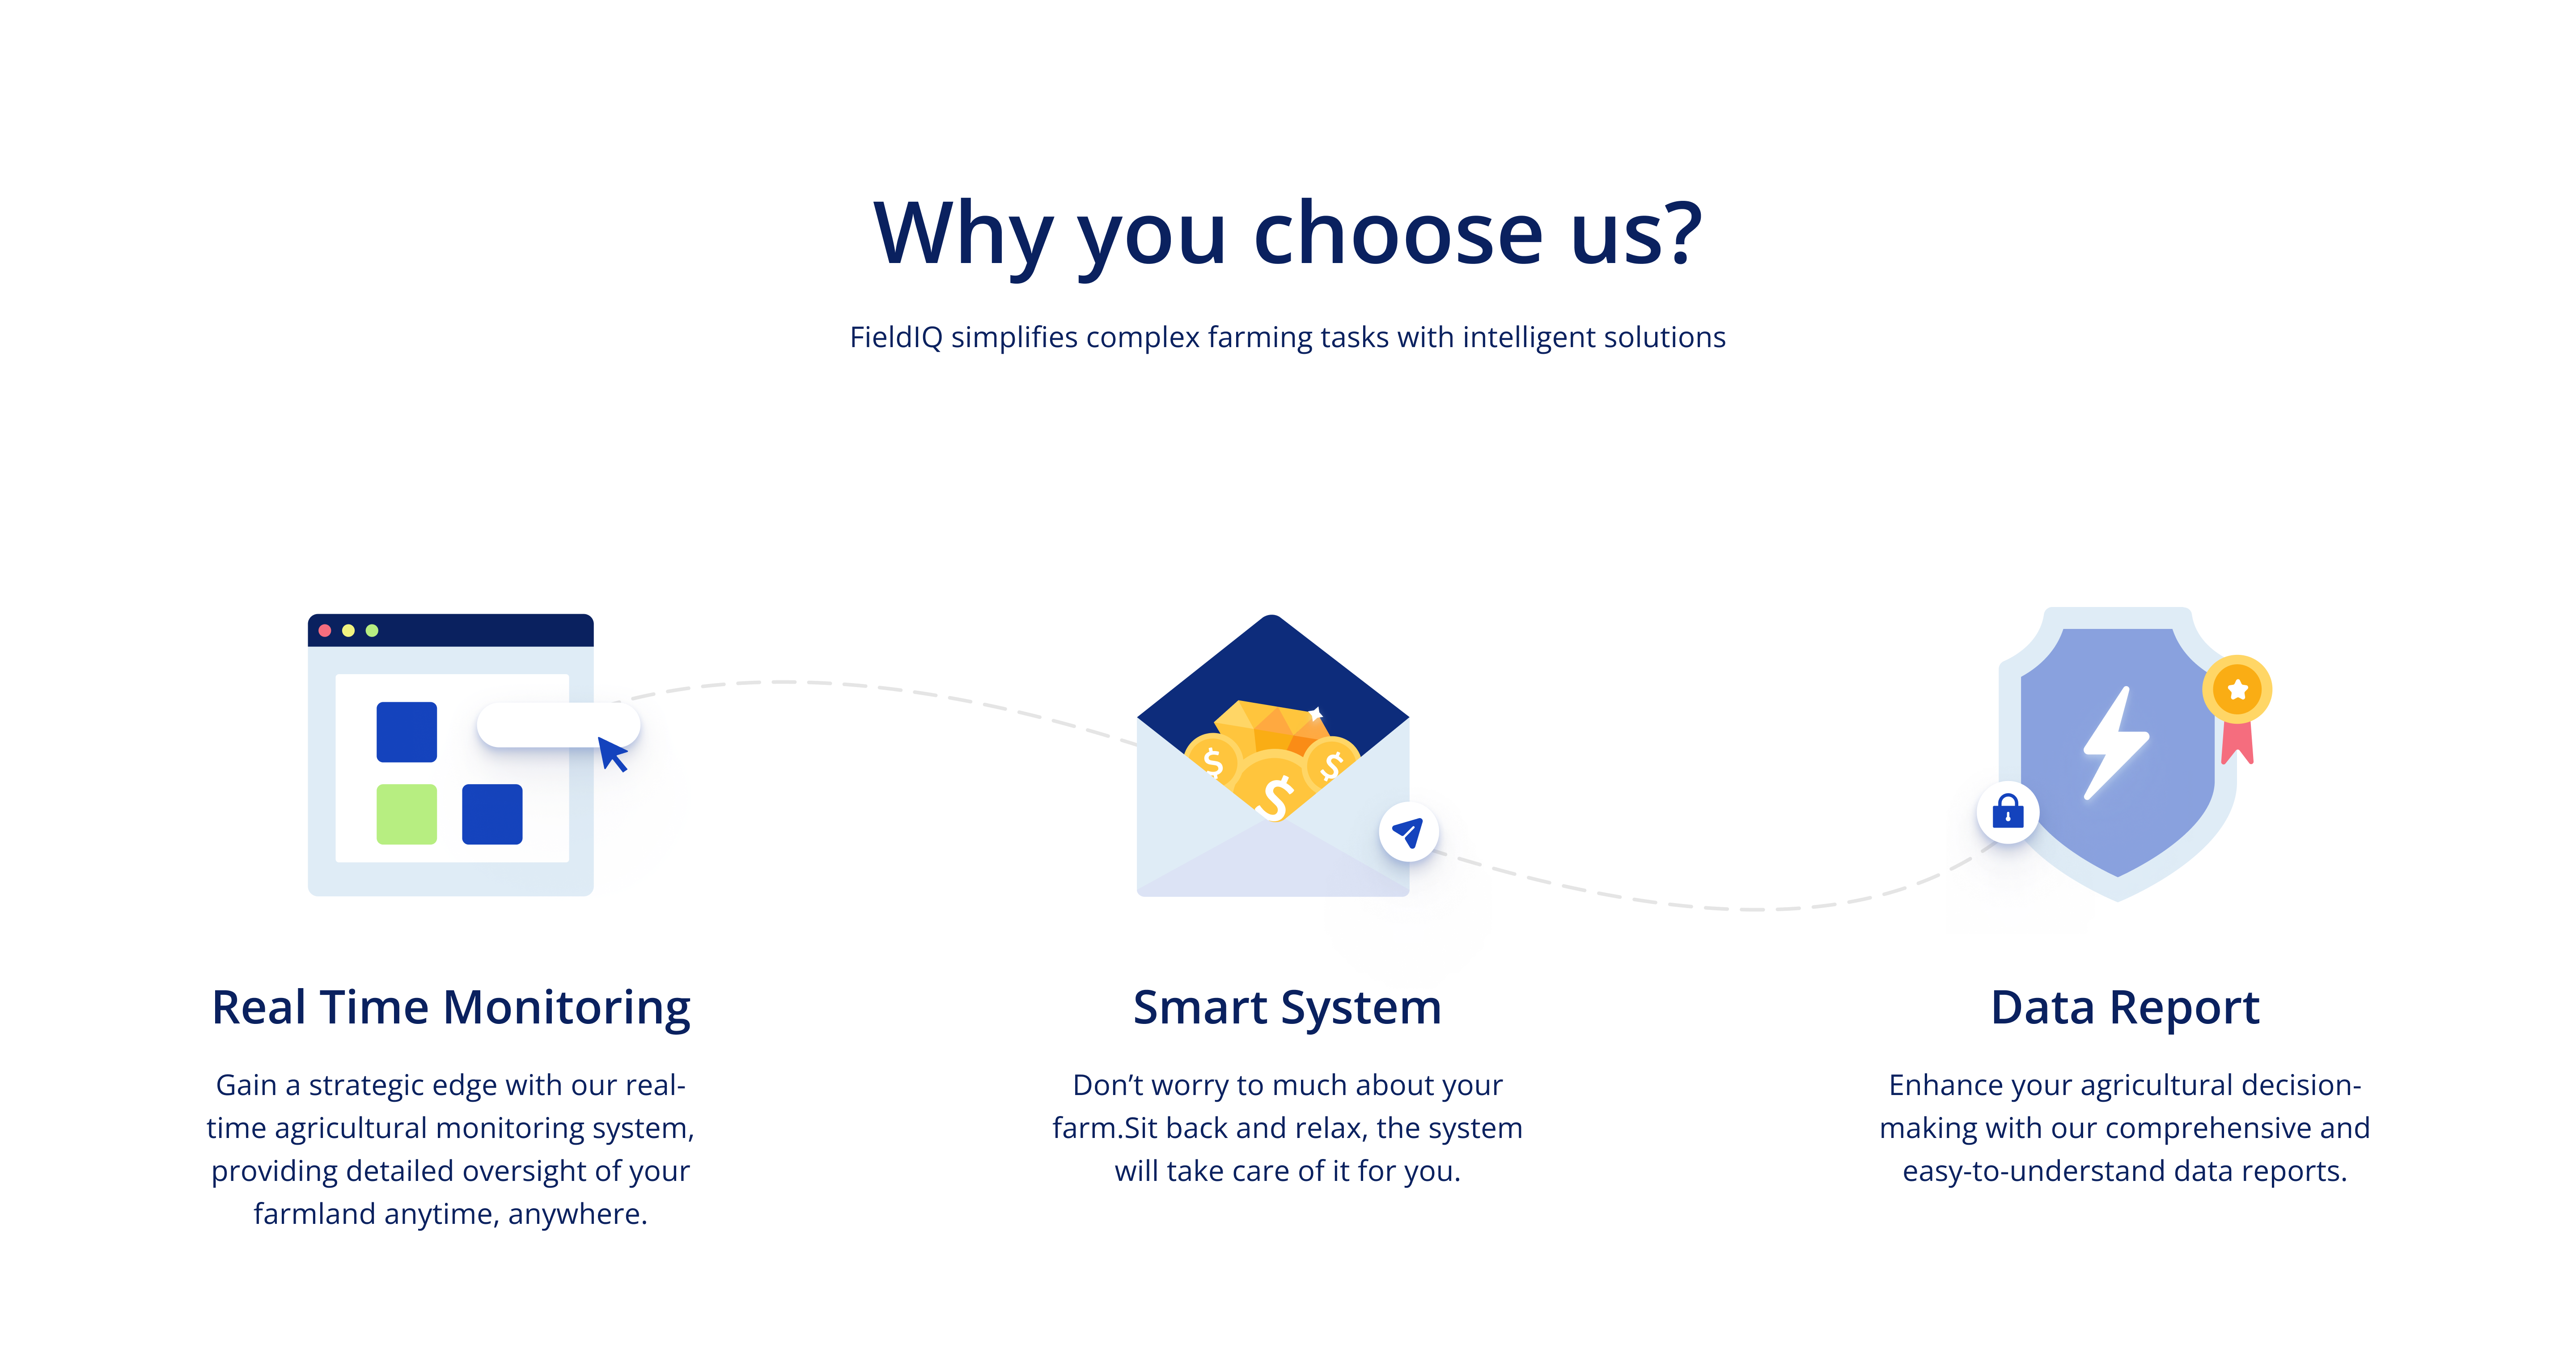 Why you choose us?
FieldIQ simplifies complex farming tasks with intelligent solutions
$
$
$
Real Time Monitoring
Gain a strategic edge with our real-
time agricultural monitoring system,
providing detailed oversight of your
farmland anytime, anywhere.
Smart System
Don’t worry to much about your
farm.Sit back and relax, the system
will take care of it for you.
Data Report
Enhance your agricultural decision-
making with our comprehensive and
easy-to-understand data reports.